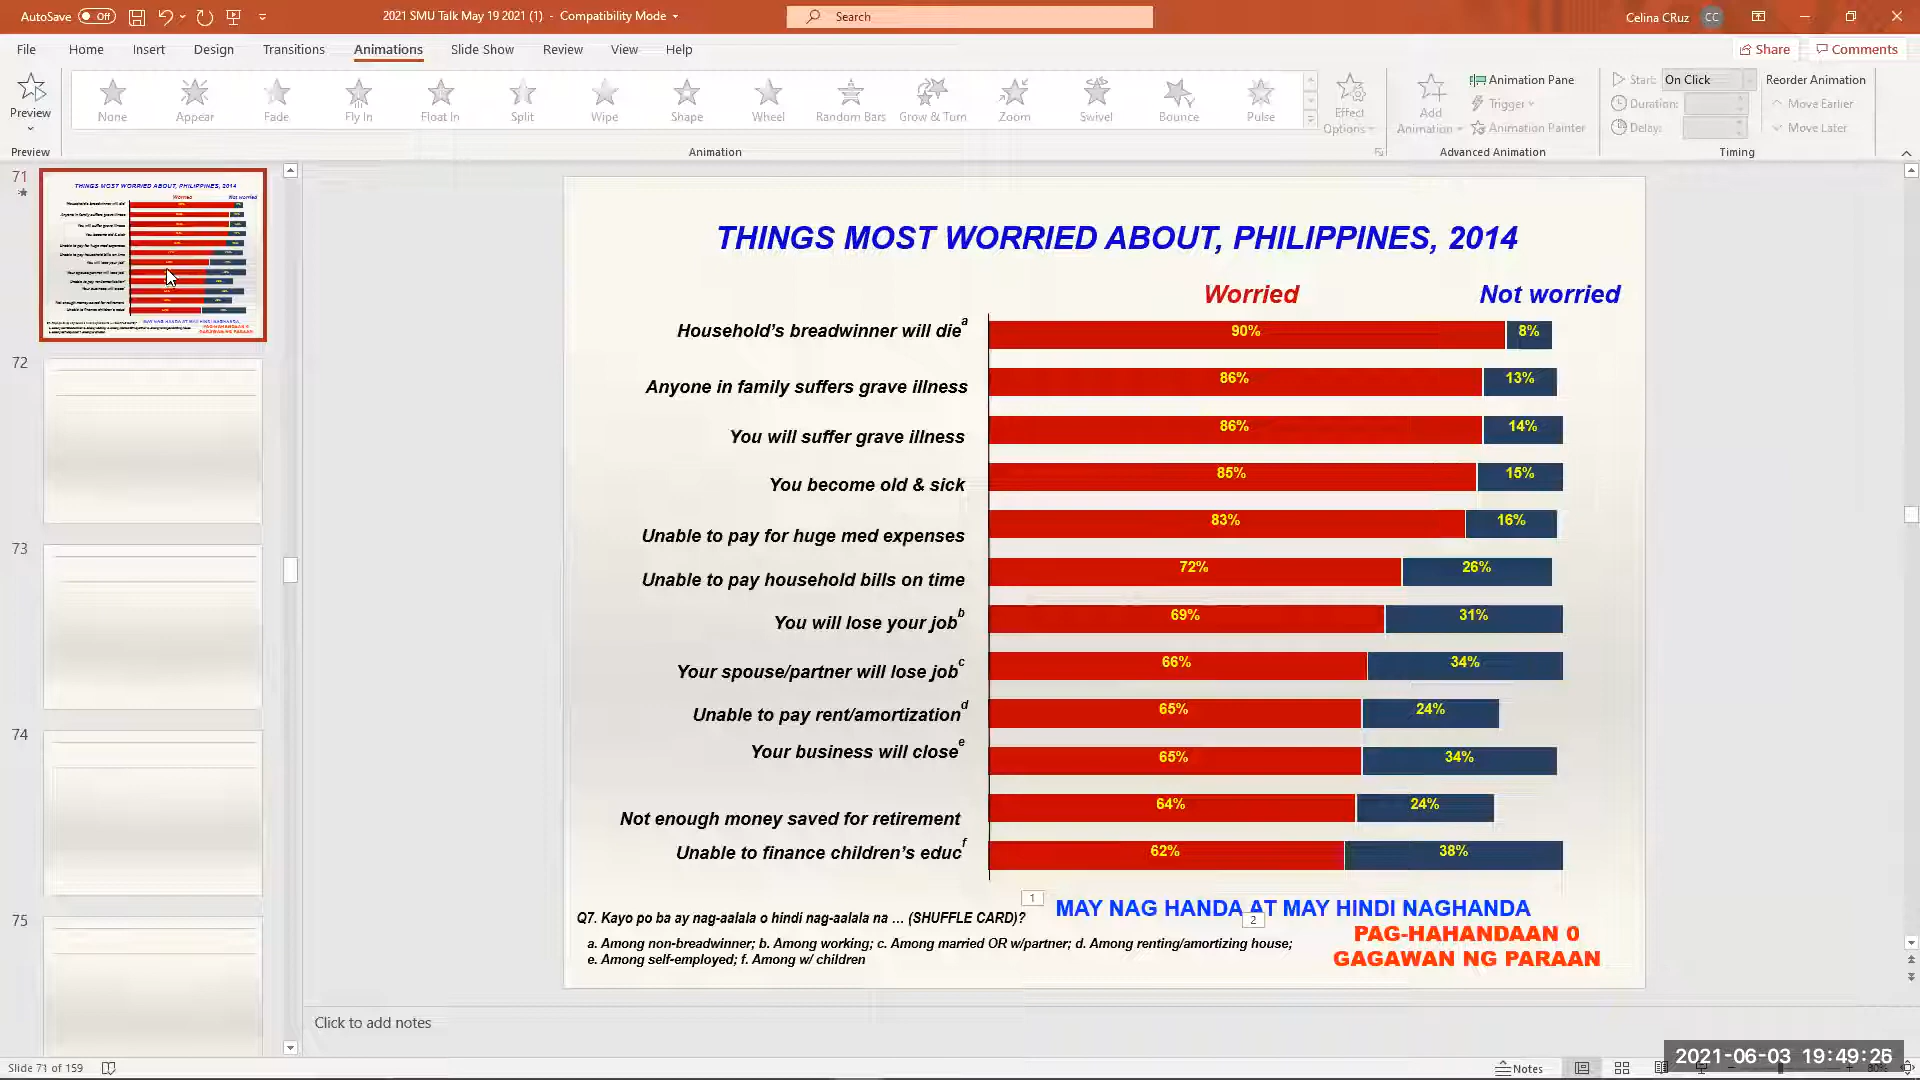 AutoSave Off
2021 SMU Talk May 19 2021 (1) - Compatibility Mode
Search
Celina CRuz CC
File Home Insert Design Transitions Animations Slide Show Review View Help
Share Comments
Preview
None Appear Fade Fly In Float In Split Wipe Shape Wheel Random Bars Grow & Turn Zoom Swivel Bounce Pulse
Effect Options
Add Animation
Animation Pane
Trigger
Animation Painter
Start: On Click
Duration:
Delay:
Reorder Animation
Move Earlier
Move Later
Preview Animation Advanced Animation Timing
71
72
73
74
75
THINGS MOST WORRIED ABOUT, PHILIPPINES, 2014
Worried Not worried
Household's breadwinner will die a 90% 8%
Anyone in family suffers grave illness 86% 13%
You will suffer grave illness 86% 14%
You become old & sick 85% 15%
Unable to pay for huge med expenses 83% 16%
Unable to pay household bills on time 72% 26%
You will lose your job b 69% 31%
Your spouse/partner will lose job c 66% 34%
Unable to pay rent/amortization d 65% 24%
Your business will close e 65% 34%
Not enough money saved for retirement 64% 24%
Unable to finance children's educ f 62% 38%
1
2
MAY NAG HANDA AT MAY HINDI NAGHANDA
PAG-HAHANDAAN O
GAGAWAN NG PARAAN
Q7. Kayo po ba ay nag-aalala o hindi nag-aalala na ... (SHUFFLE CARD)?
a. Among non-breadwinner; b. Among working; c. Among married OR w/partner; d. Among renting/amortizing house;
e. Among self-employed; f. Among w/ children
Click to add notes
Slide 71 of 159
Notes
2021-06-03 19:49:26